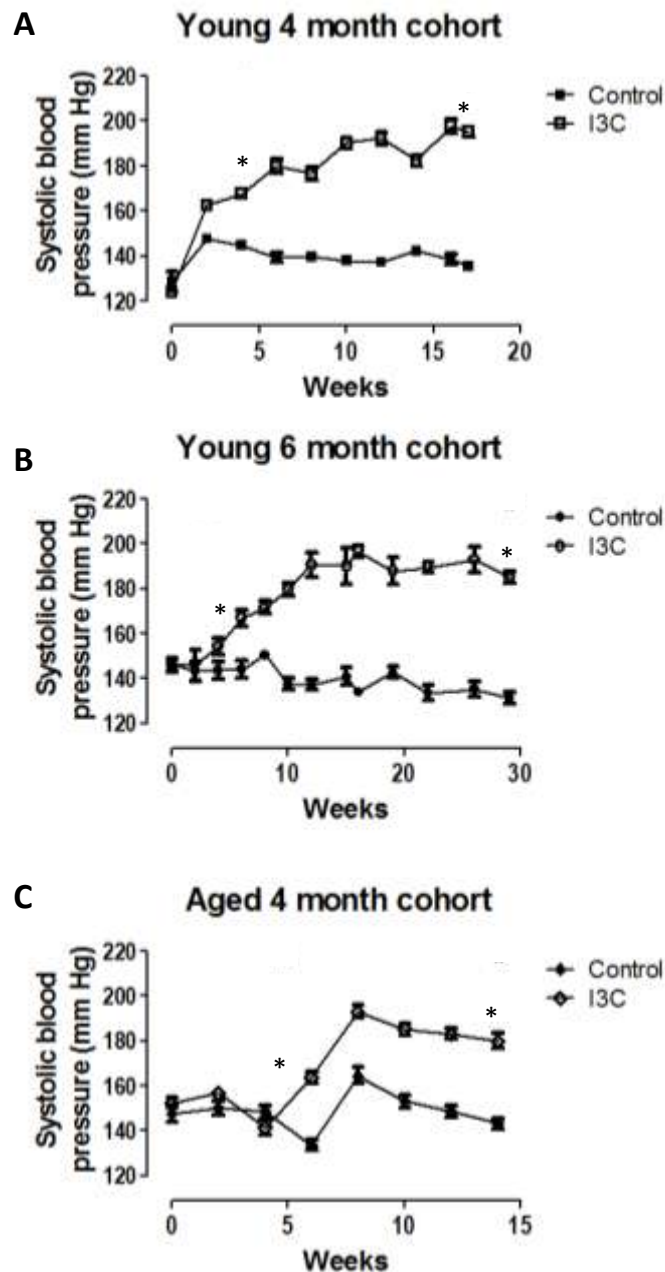 A
Young 4 month cohort
Systolic blood
pressure (mm Hg)
220
200
180
160
140
120
*
*
Control
I3C
0 5 10 15 20
Weeks
B
Young 6 month cohort
Systolic blood
pressure (mm Hg)
220
200
180
160
140
120
*
*
Control
I3C
0 10 20 30
Weeks
C
Aged 4 month cohort
Systolic blood
pressure (mm Hg)
220
200
180
160
140
120
*
*
Control
I3C
0 5 10 15
Weeks